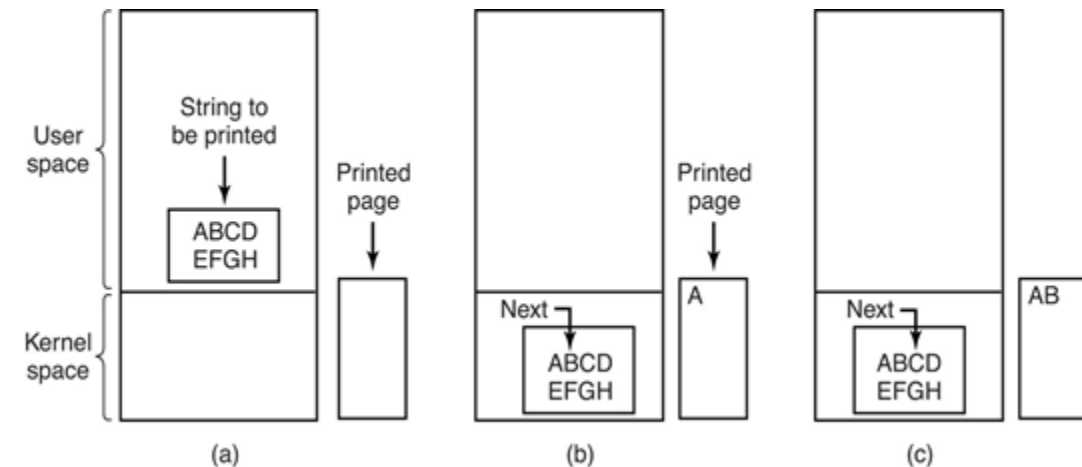 User
space
Kernel
space
String to
be printed
ABCD
EFGH
Printed
page
(a)
Next
ABCD
EFGH
Printed
page
A
(b)
Next
ABCD
EFGH
AB
(c)